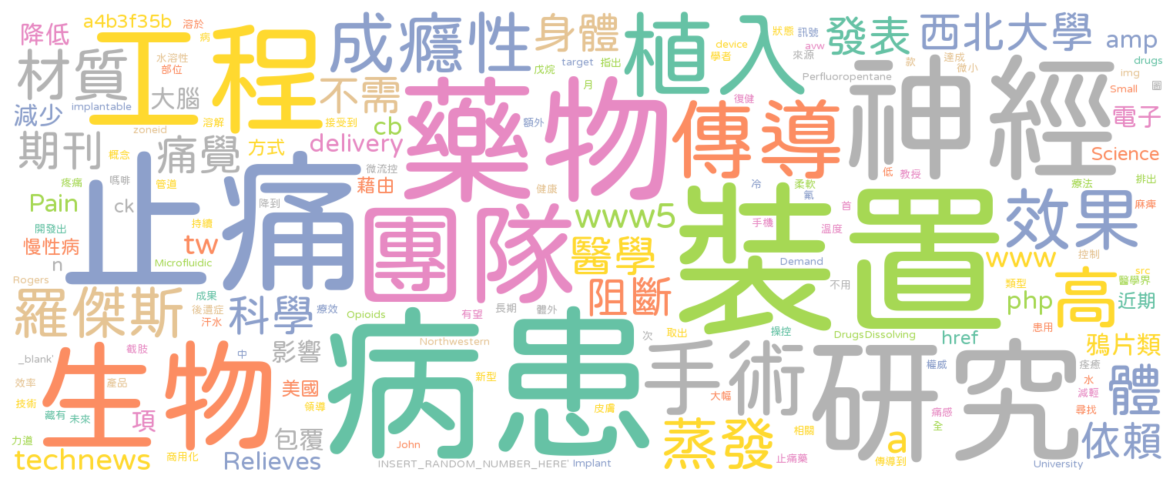 降低
a4b3f35b
溶於
病
工程
成癮性
身體
植入
狀態
訊號
學者
device
avw
發表
西北大學
amp
drugs
材質
水溶性
部位
implantable
大腦
不需
戊烷
target
指出
月
來源
Perfluoropentane
款
達成
微小
img
Small
圖
減少
zoneid
溶解
接受到
cb
藥物
額外
復健
傳導
神經
電子
期刊
概念
痛覺
方式
delivery
微流控
健康
Science
疼痛
嗎啡
管道
藉由
冷
柔軟
氟
低
教授
療法
排出
Pain
ck
降到
止痛
團隊
www5
手機
首
溫度
麻痺
開發出
慢性病
持續
tw
醫學
裝置
效果
n
Microfluidic
Demand
www
控制
Rogers
成果
後遺症
汗水
阻斷
不用
類型
src
醫學界
羅傑斯
科學
療效
Opioids
有望
長期
體外
次
取出
操控
php
高
近期
患用
_blank'
截肢
中
影響
Northwestern
病患
手術
DrugsDissolving
href
鴉片類
效率
產品
生物
美國
新型
研究
權威
痊癒
水
減輕
體
技術
藏有
未來
項
領導
皮膚
大幅
痛感
尋找
全
力道
商用化
包覆
John
蒸發
相關
a
依賴
technews
Relieves
INSERT_RANDOM_NUMBER_HERE'
Implant
止痛藥
傳導到
University